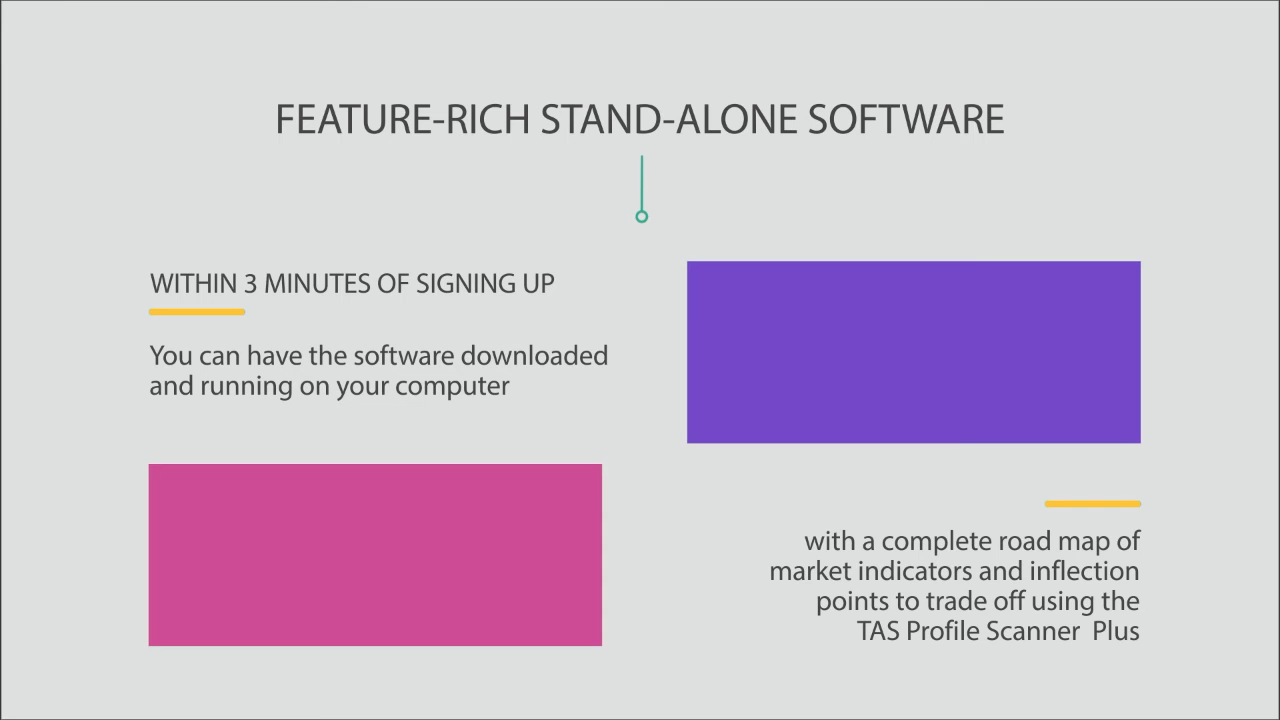 FEATURE-RICH STAND-ALONE SOFTWARE
WITHIN 3 MINUTES OF SIGNING UP
You can have the software downloaded
and running on your computer
with a complete road map of
market indicators and inflection
points to trade off using the
TAS Profile Scanner  Plus